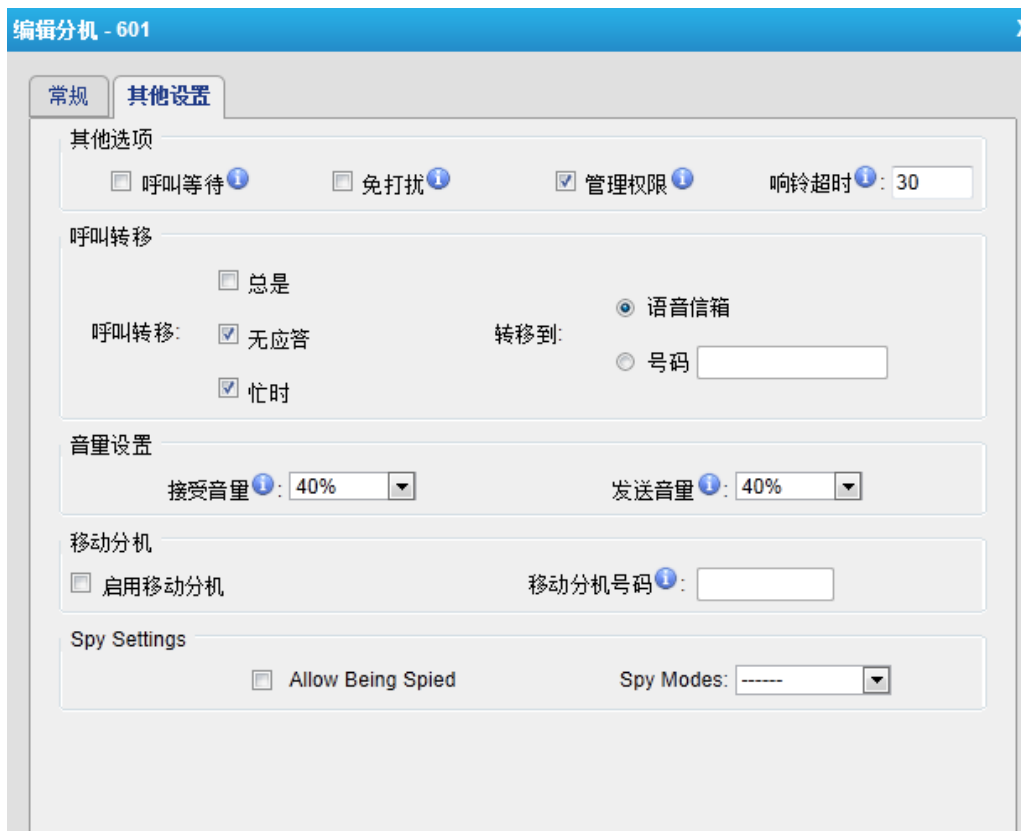 编辑分机 - 601
常规 其他设置
其他选项
呼叫等待 免打扰 管理权限 响铃超时: 30
呼叫转移
总是
语音信箱
呼叫转移: 无应答 转移到:
号码
忙时
音量设置
接受音量: 40% 发送音量: 40%
移动分机
启用移动分机 移动分机号码:
Spy Settings
Allow Being Spied Spy Modes: ------